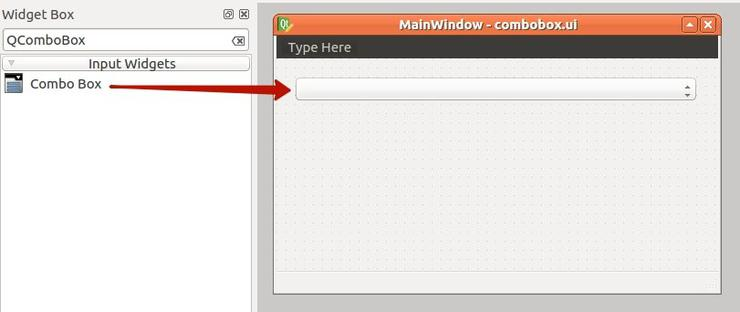 Widget Box
QComboBox
Input Widgets
Combo Box
MainWindow - combobox.ui
Type Here